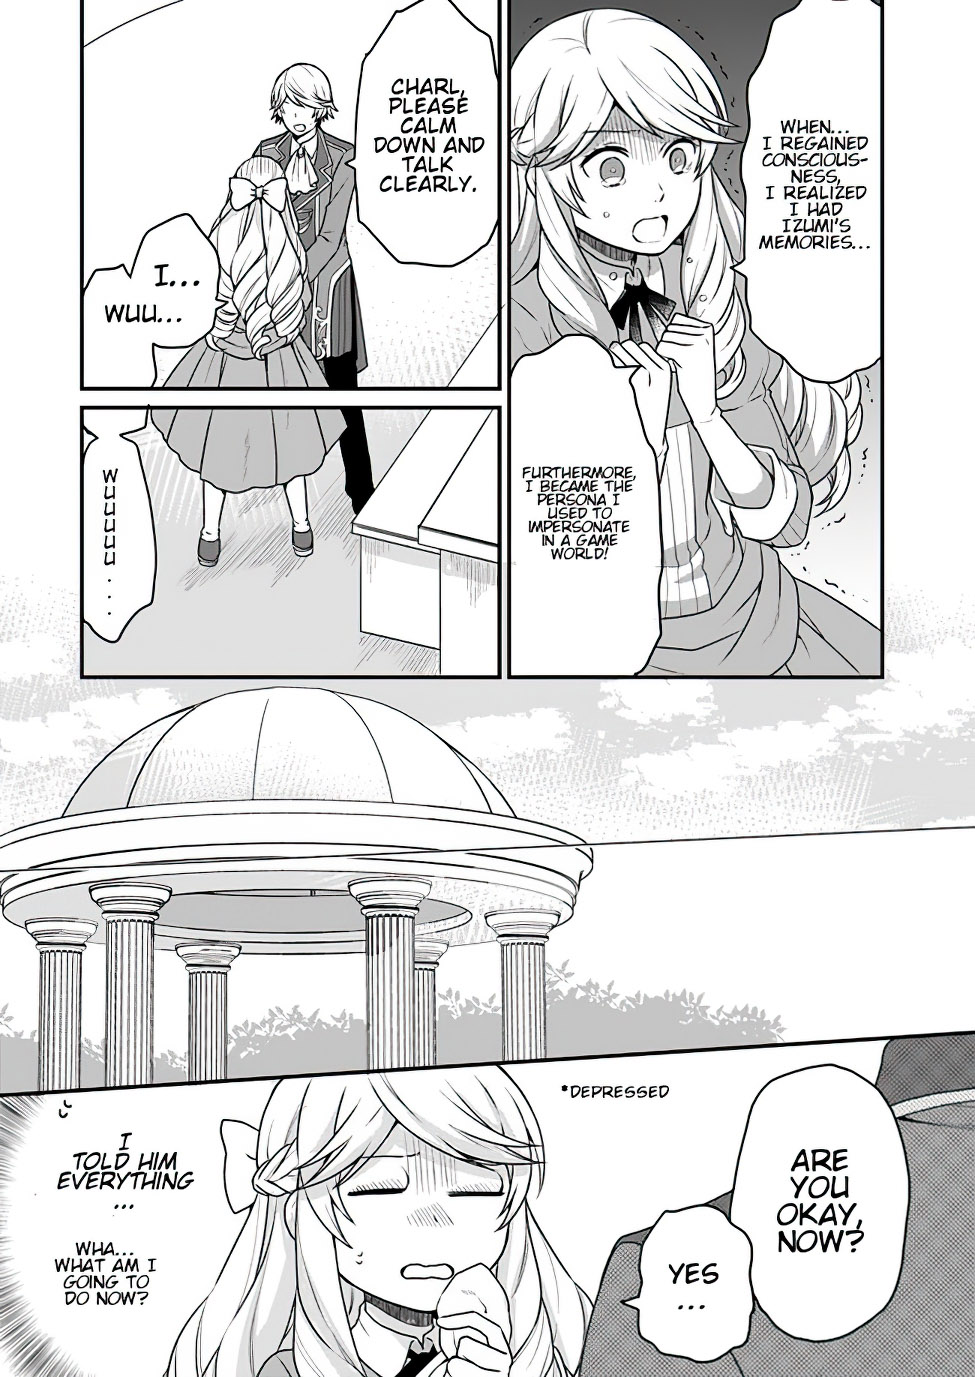 WHEN...
I REGAINED
CONSCIOUS-
NESS,
I REALIZED
I HAD
IZUMI'S
MEMORIES...
FURTHERMORE,
I BECAME THE
PERSONA I
USED TO
IMPERSONATE
IN A GAME
WORLD!
CHARL,
PLEASE
CALM
DOWN AND
TALK
CLEARLY.
I...
WUU...
WUUUUU...
*DEPRESSED
ARE
YOU
OKAY,
NOW?
YES
...
I
TOLD HIM
EVERYTHING
...
WHA...
WHAT AM I
GOING TO
DO NOW?